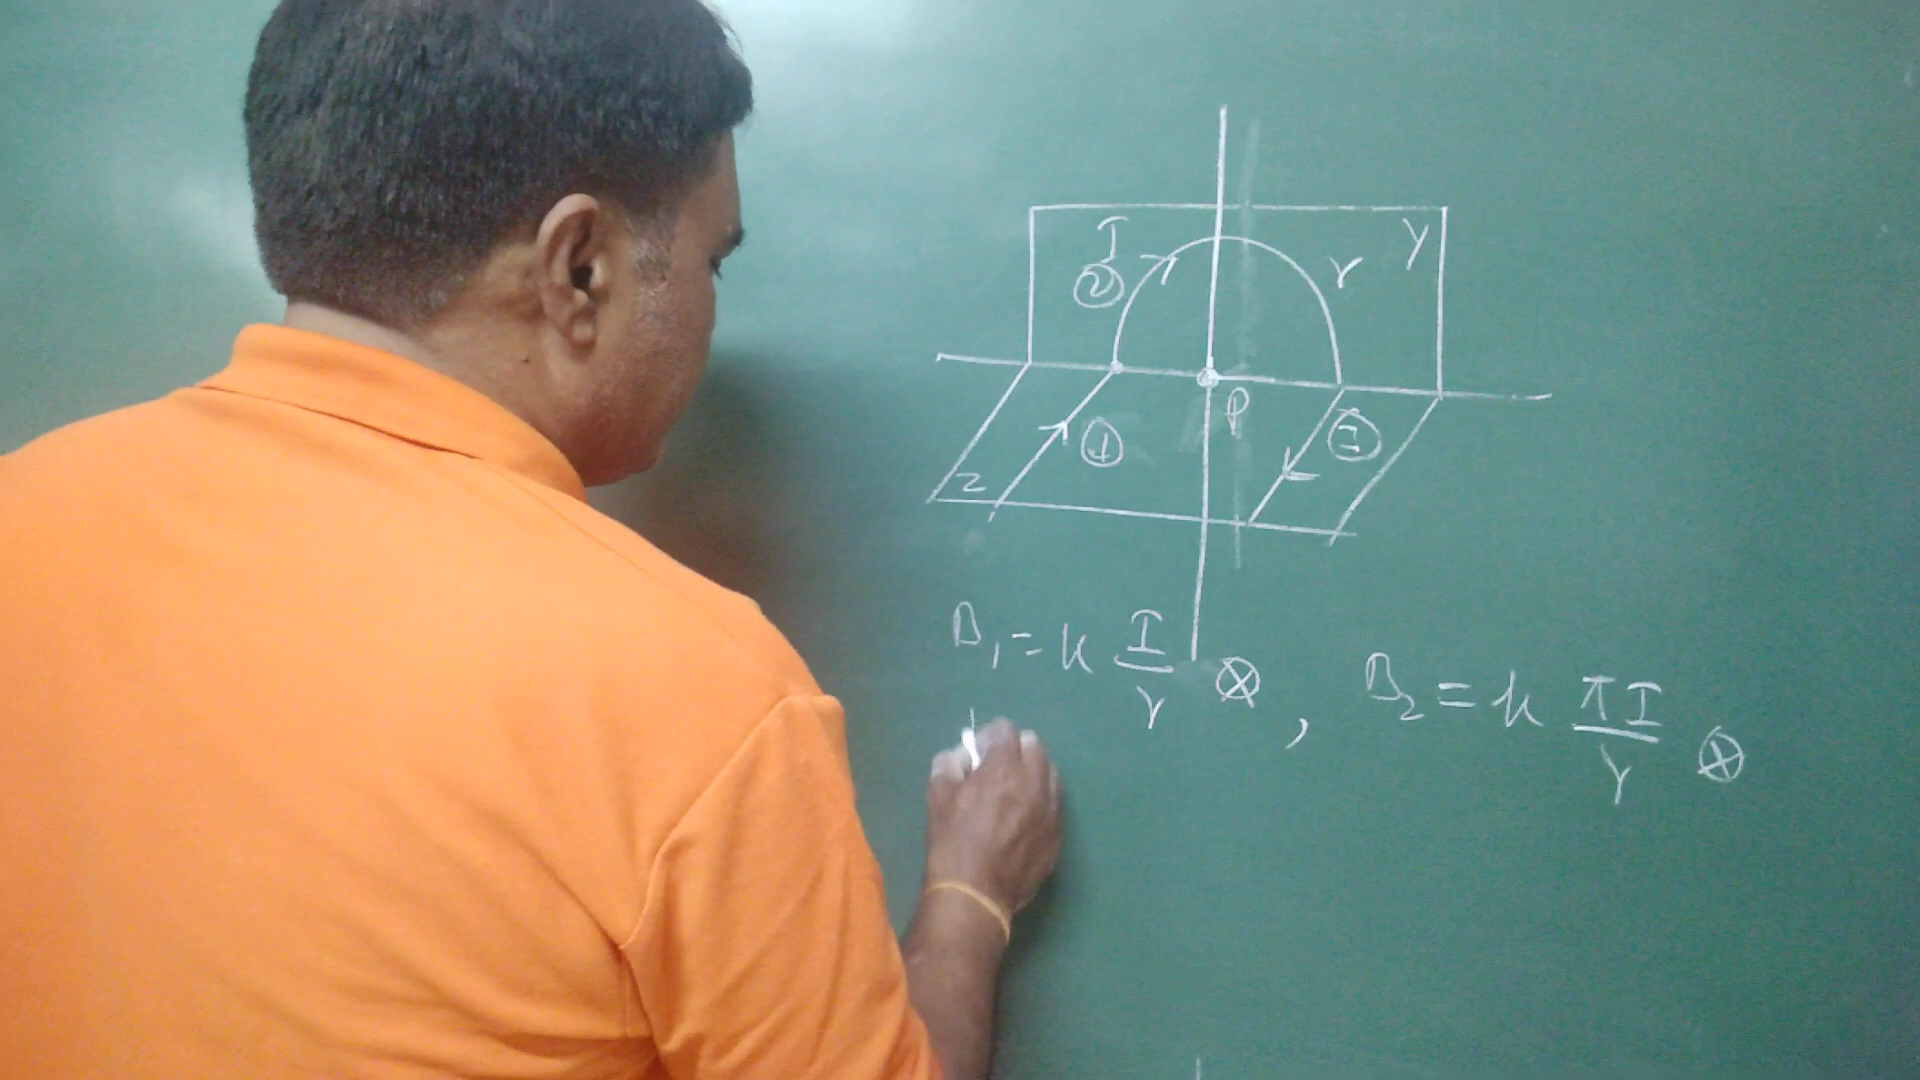 I
②
r
Y
P
①
③
Z
B₁ = k I/r ⊗ , B₂ = k πI/r ⊗